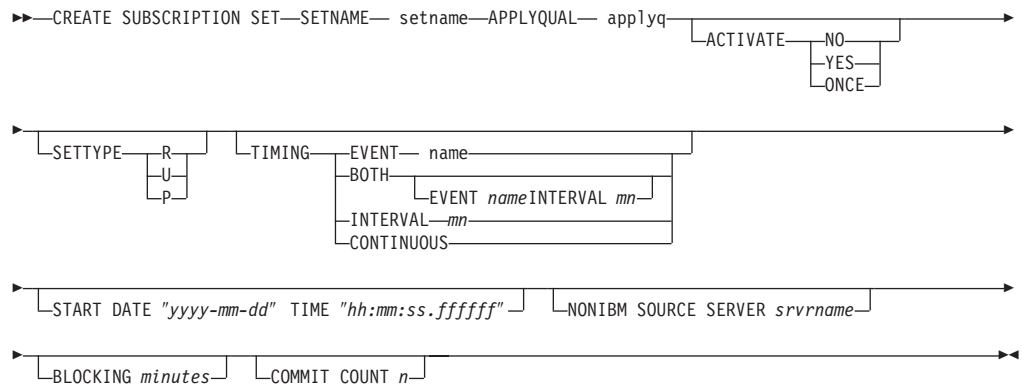 CREATE SUBSCRIPTION SET SETNAME setname APPLYQUAL applyq
ACTIVATE NO
YES
ONCE
SETTYPE R
U
P
TIMING EVENT name
BOTH
EVENT nameINTERVAL mn
INTERVAL mn
CONTINUOUS
START DATE "yyyy-mm-dd" TIME "hh:mm:ss.ffffff"
NONIBM SOURCE SERVER srvrname
BLOCKING minutes
COMMIT COUNT n